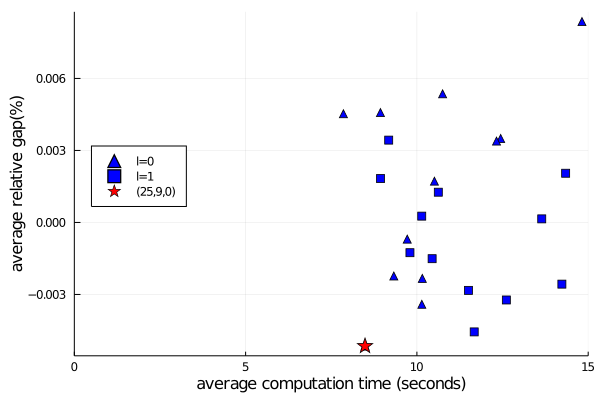 0.006
0.003
0.000
−0.003
0
5
10
15
average computation time (seconds)
average relative gap(%)
l=0
l=1
(25,9,0)